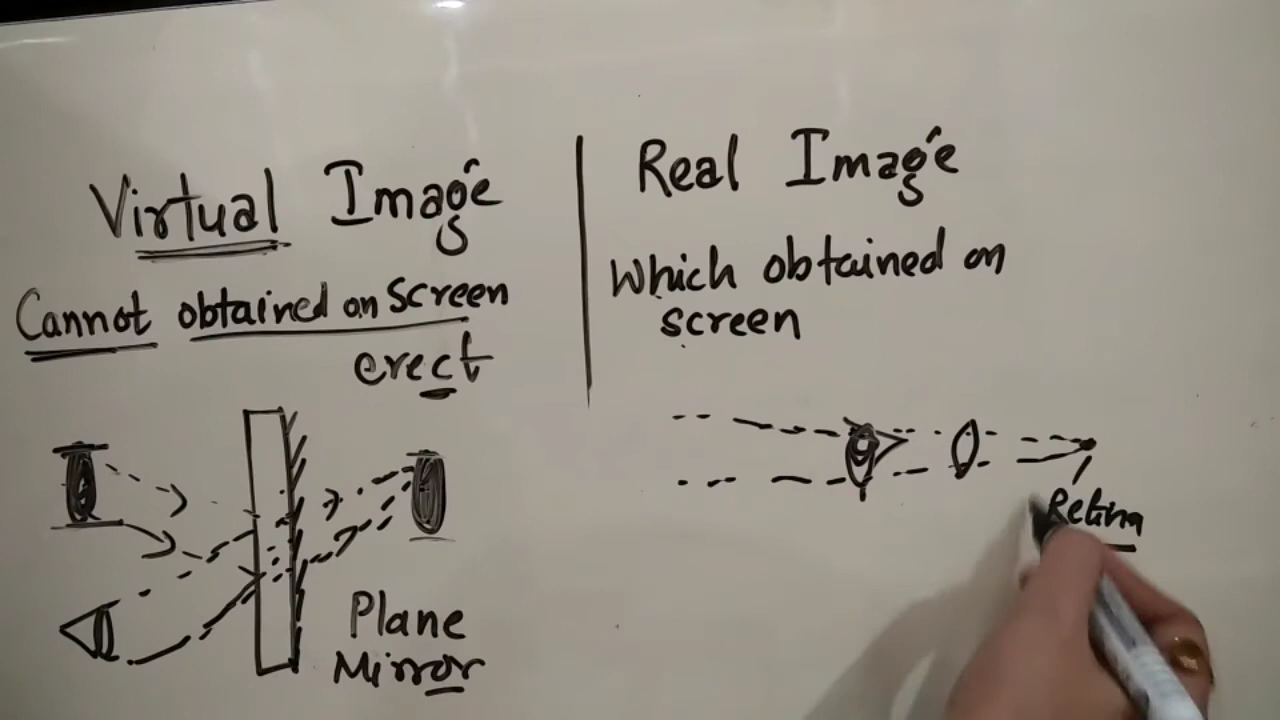 Virtual Image
Cannot obtained on screen
erect
Plane
Mirror
Real Image
Which obtained on
screen
Retina